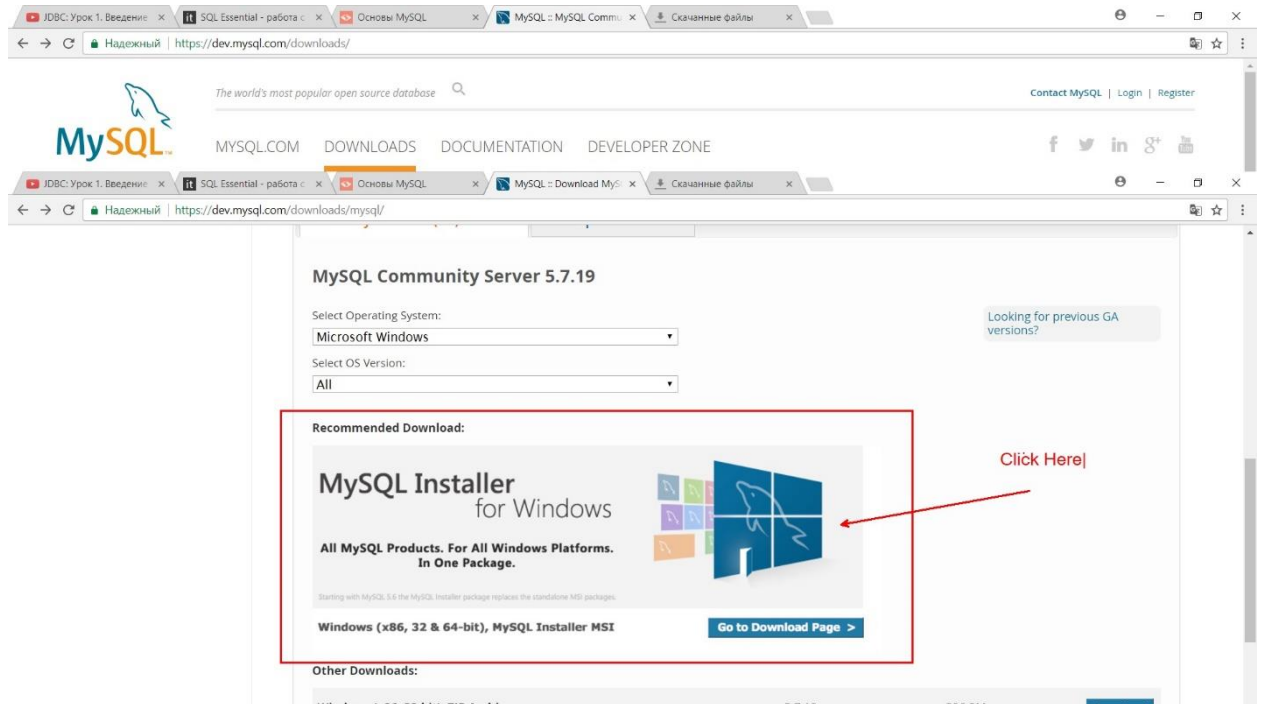 JDBC: Урок 1. Введение
SQL Essential - работа с
Основы MySQL
MySQL :: MySQL Commu
Скачанные файлы
Надежный | https://dev.mysql.com/downloads/
The world's most popular open source database
Contact MySQL | Login | Register
MySQL™
MYSQL.COM DOWNLOADS DOCUMENTATION DEVELOPER ZONE
JDBC: Урок 1. Введение
SQL Essential - работа с
Основы MySQL
MySQL :: Download MyS
Скачанные файлы
Надежный | https://dev.mysql.com/downloads/mysql/
MySQL Community Server 5.7.19
Select Operating System:
Microsoft Windows
Looking for previous GA
versions?
Select OS Version:
All
Recommended Download:
Click Here
MySQL Installer
for Windows
All MySQL Products. For All Windows Platforms.
In One Package.
Starting with MySQL 5.6 the MySQL Installer package replaces the standalone MSI packages.
Windows (x86, 32 & 64-bit), MySQL Installer MSI
Go to Download Page >
Other Downloads: